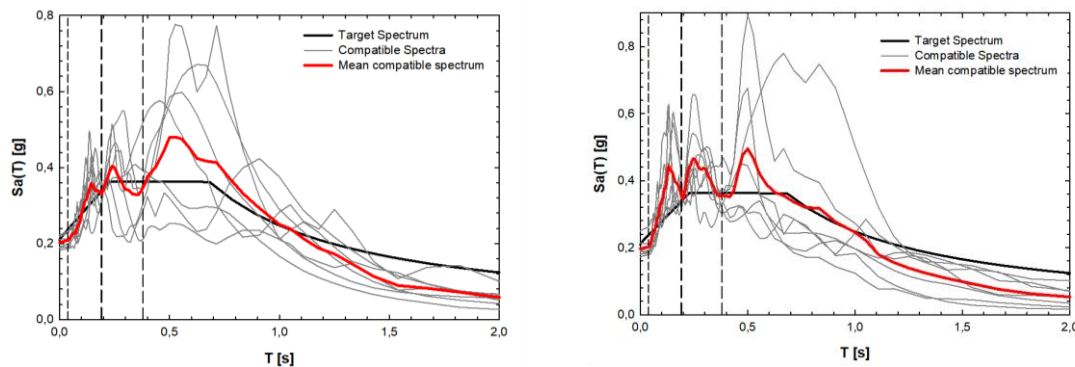 0,8
0,6
0,4
0,2
0,0
Sa(T) [g]
Target Spectrum
Compatible Spectra
Mean compatible spectrum
0,0 0,5 1,0 1,5 2,0
T [s]
0,8
0,6
0,4
0,2
0,0
Sa(T) [g]
Target Spectrum
Compatible Spectra
Mean compatible spectrum
0,0 0,5 1,0 1,5 2,0
T [s]